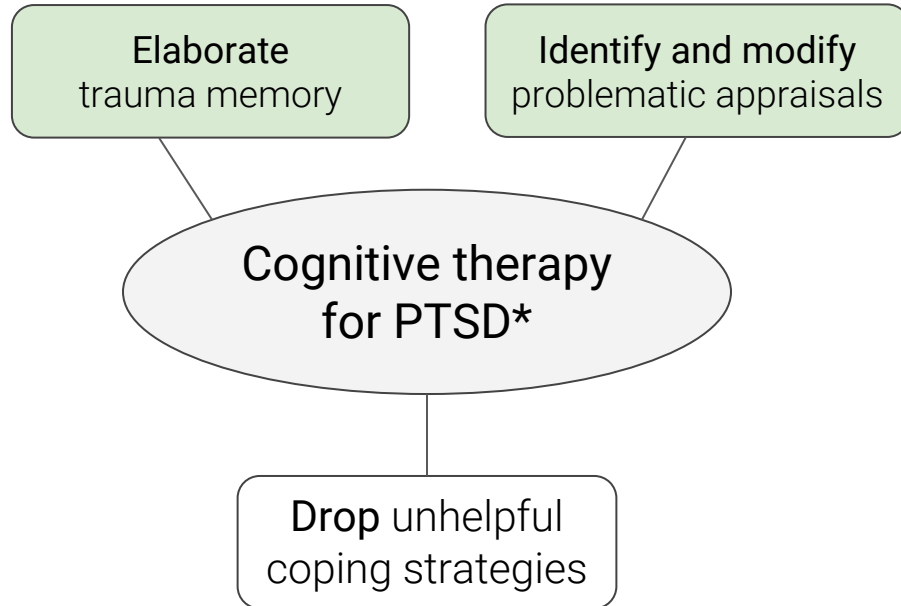 Elaborate
trauma memory
Identify and modify
problematic appraisals
Cognitive therapy
for PTSD*
Drop unhelpful
coping strategies